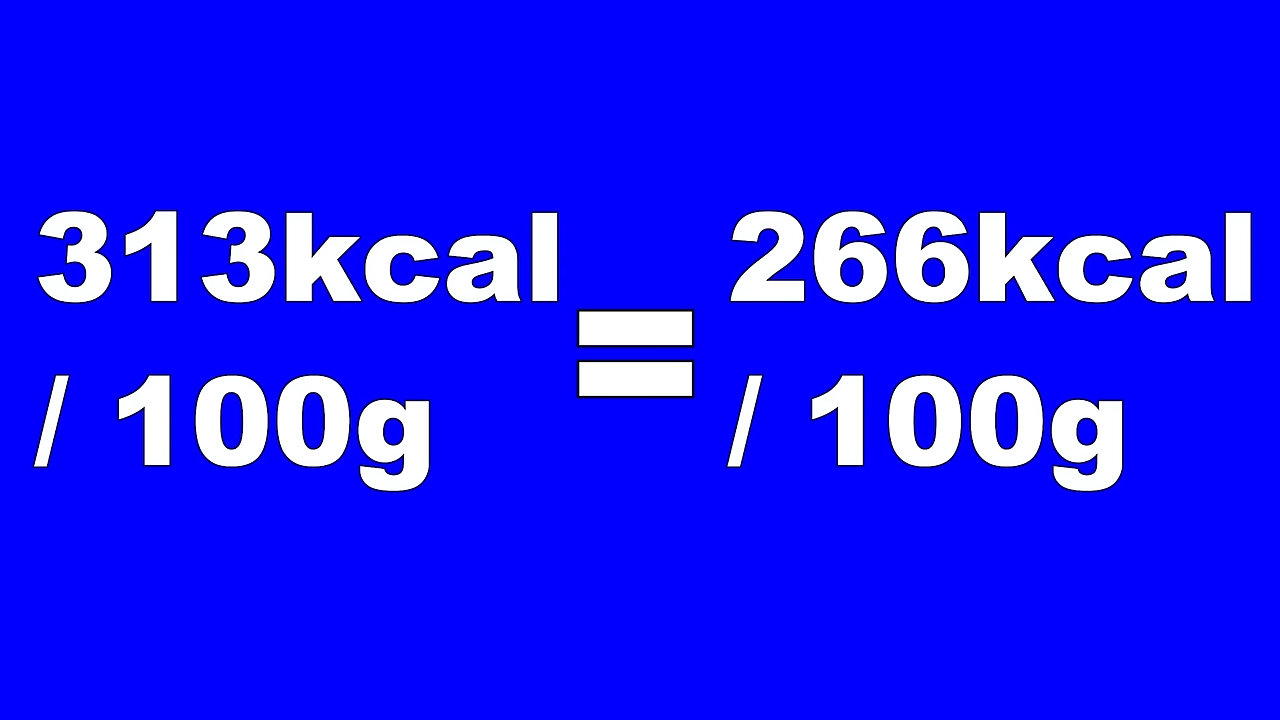 313kcal
/ 100g
=
266kcal
/ 100g